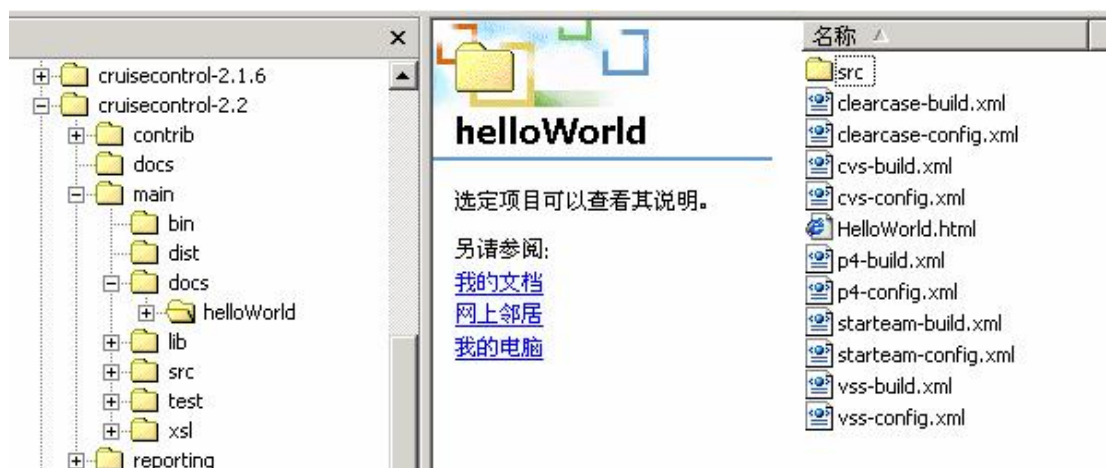 cruisecontrol-2.1.6
cruisecontrol-2.2
contrib
docs
main
bin
dist
docs
helloWorld
lib
src
test
xsl
reporting
helloWorld
选定项目可以查看其说明。
另请参阅:
我的文档
网上邻居
我的电脑
名称
src
clearcase-build.xml
clearcase-config.xml
cvs-build.xml
cvs-config.xml
HelloWorld.html
p4-build.xml
p4-config.xml
starteam-build.xml
starteam-config.xml
vss-build.xml
vss-config.xml